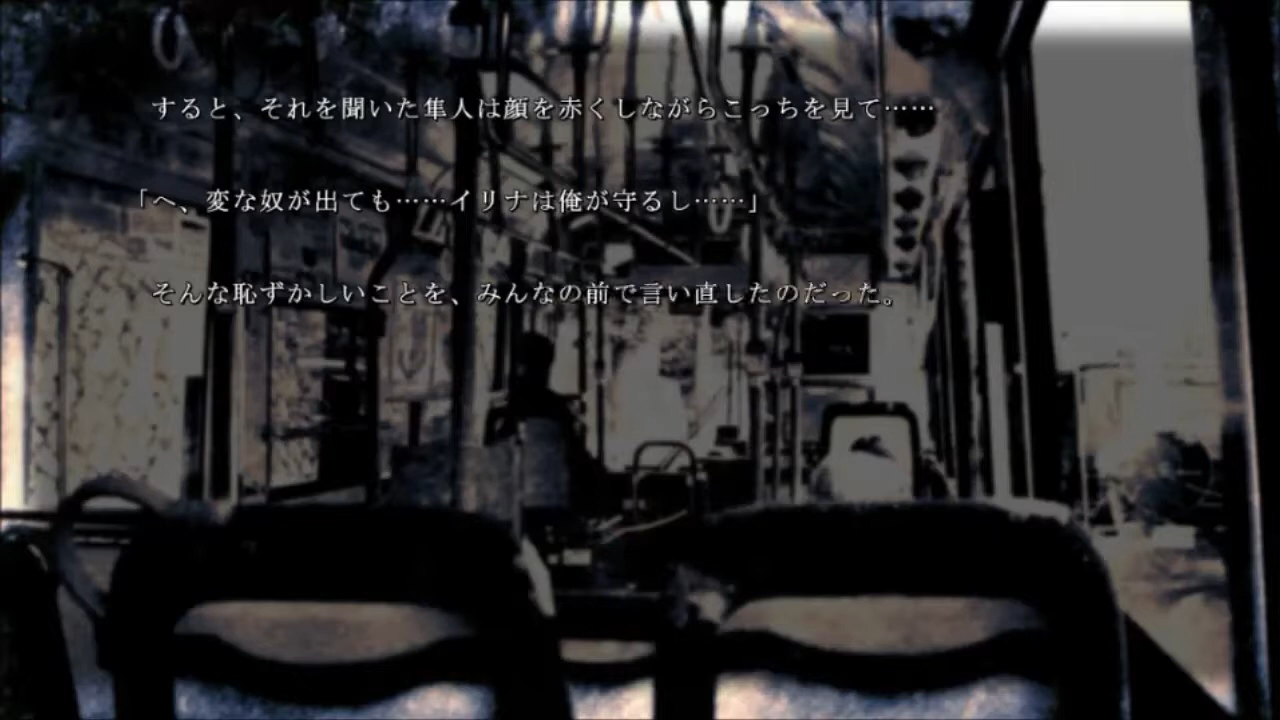 すると、それを聞いた隼人は顔を赤くしながらこっちを見て……
「へ、変な奴が出ても……イリナは俺が守るし……」
そんな恥ずかしいことを、みんなの前で言い直したのだった。